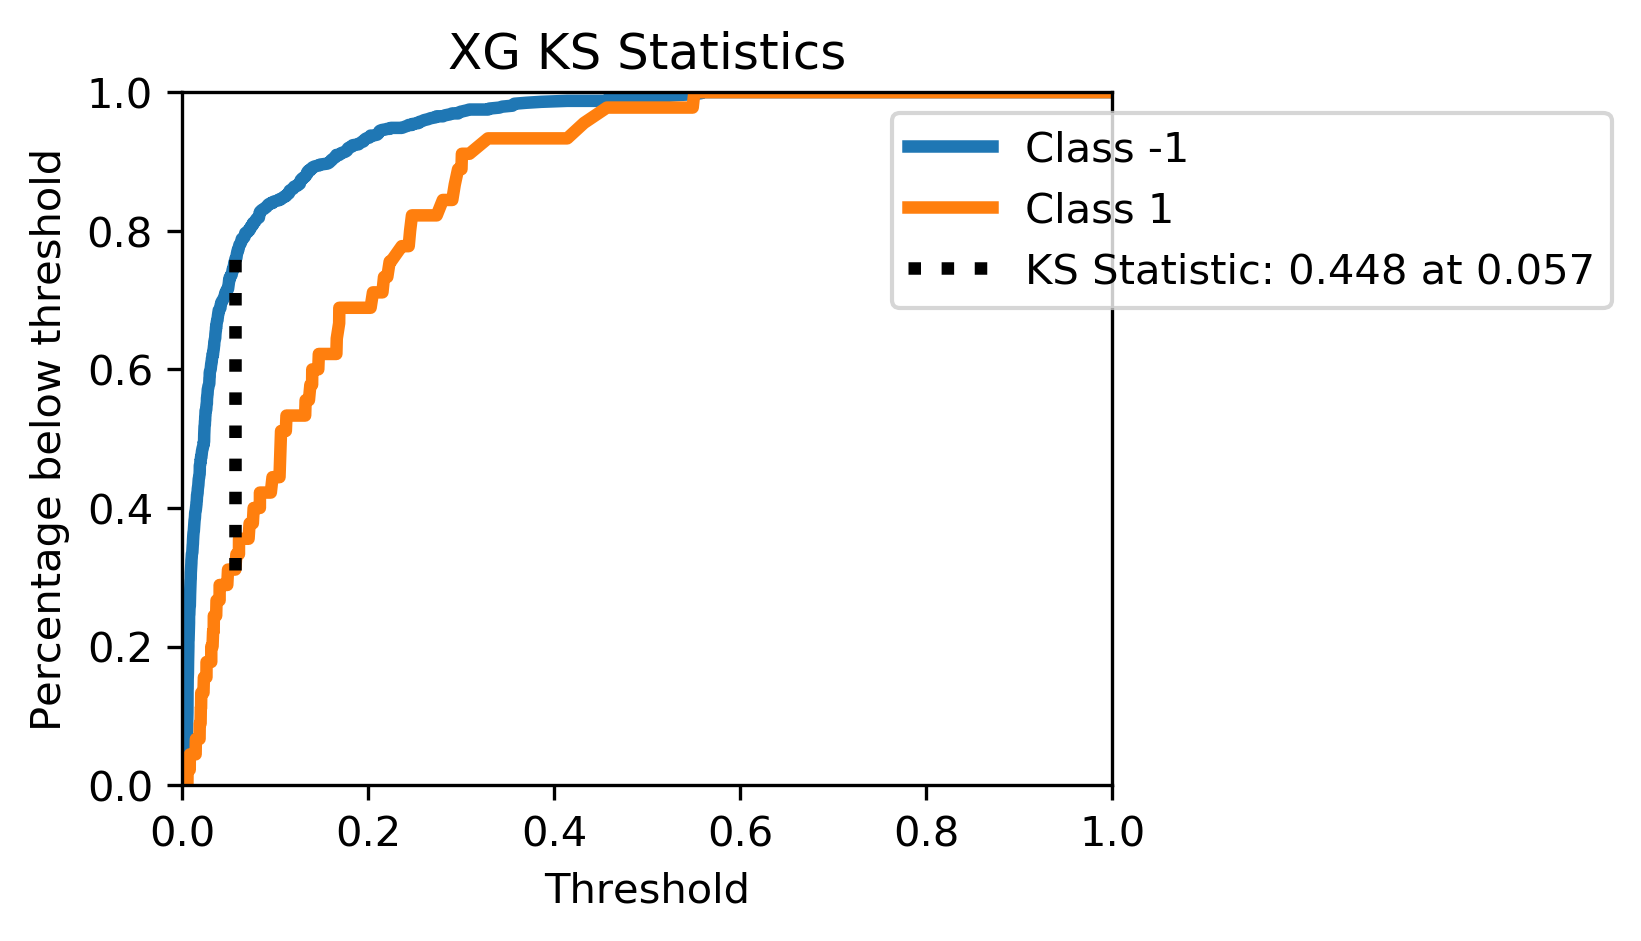 XG KS Statistics
Percentage below threshold
1.0
0.8
0.6
0.4
0.2
0.0
Class -1
Class 1
KS Statistic: 0.448 at 0.057
0.0 0.2 0.4 0.6 0.8 1.0
Threshold